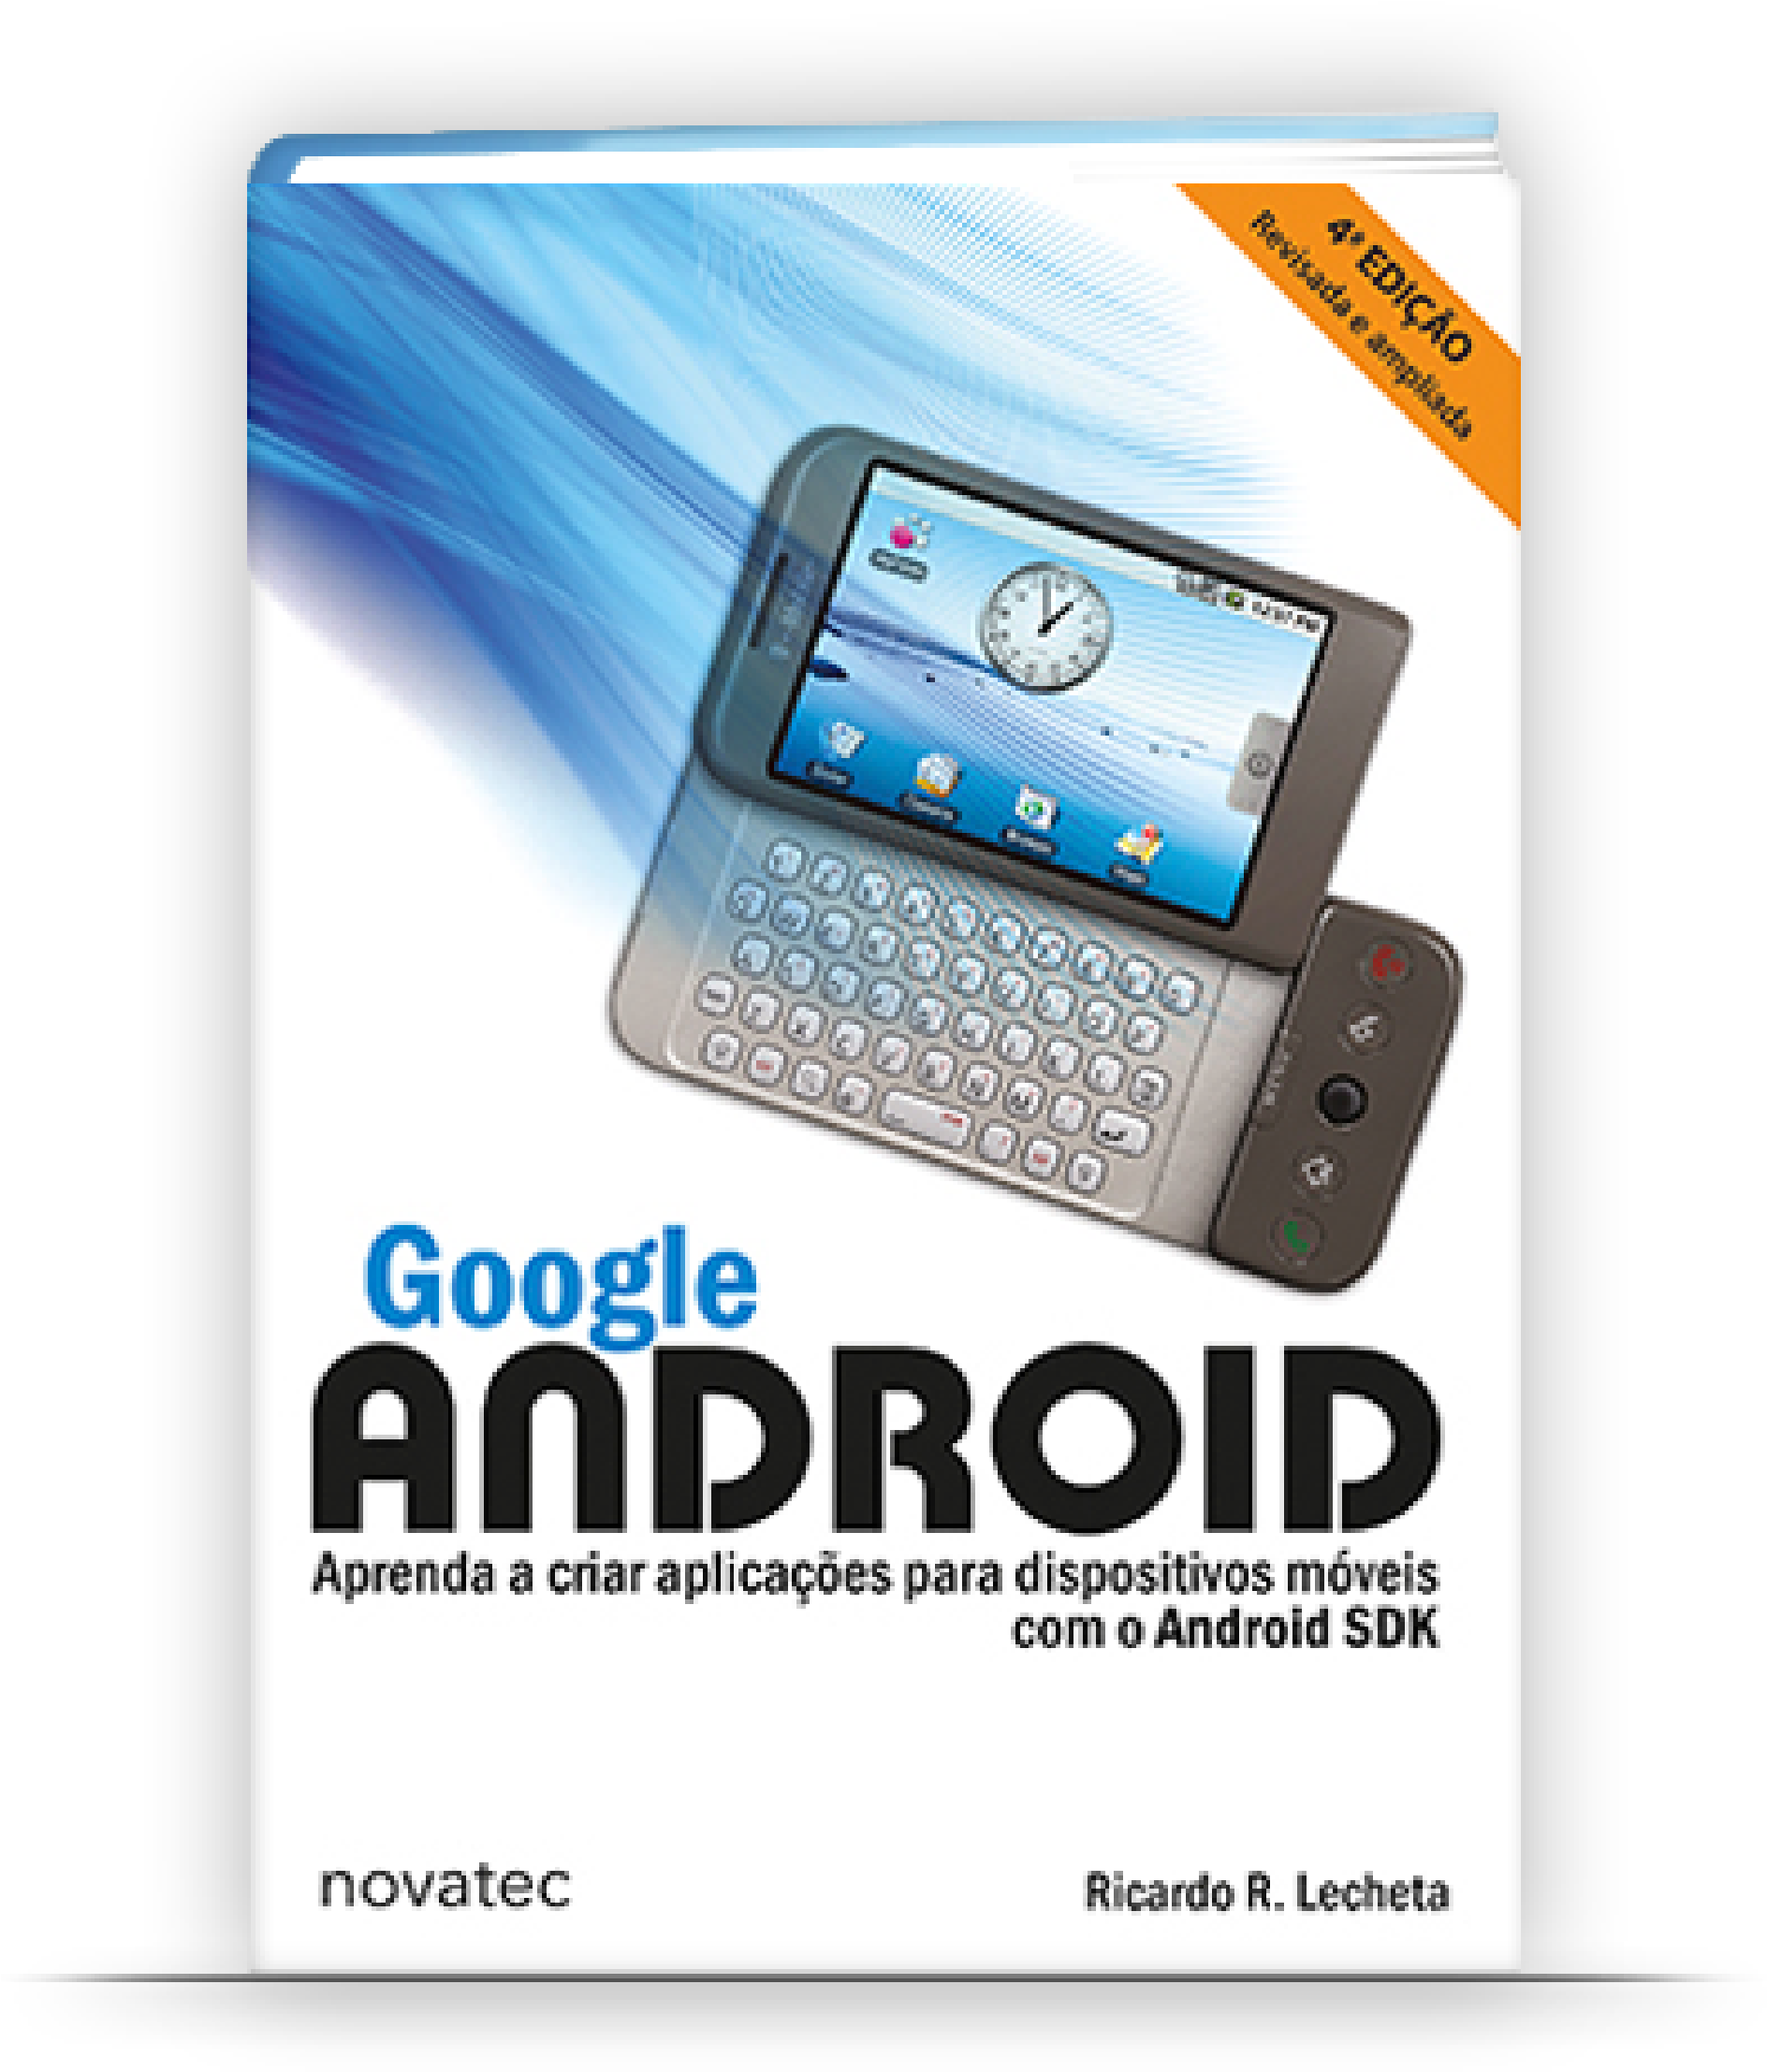 4ª EDIÇÃO
Revisada e ampliada
Google
ANDROID
Aprenda a criar aplicações para dispositivos móveis
com o Android SDK
novatec
Ricardo R. Lecheta